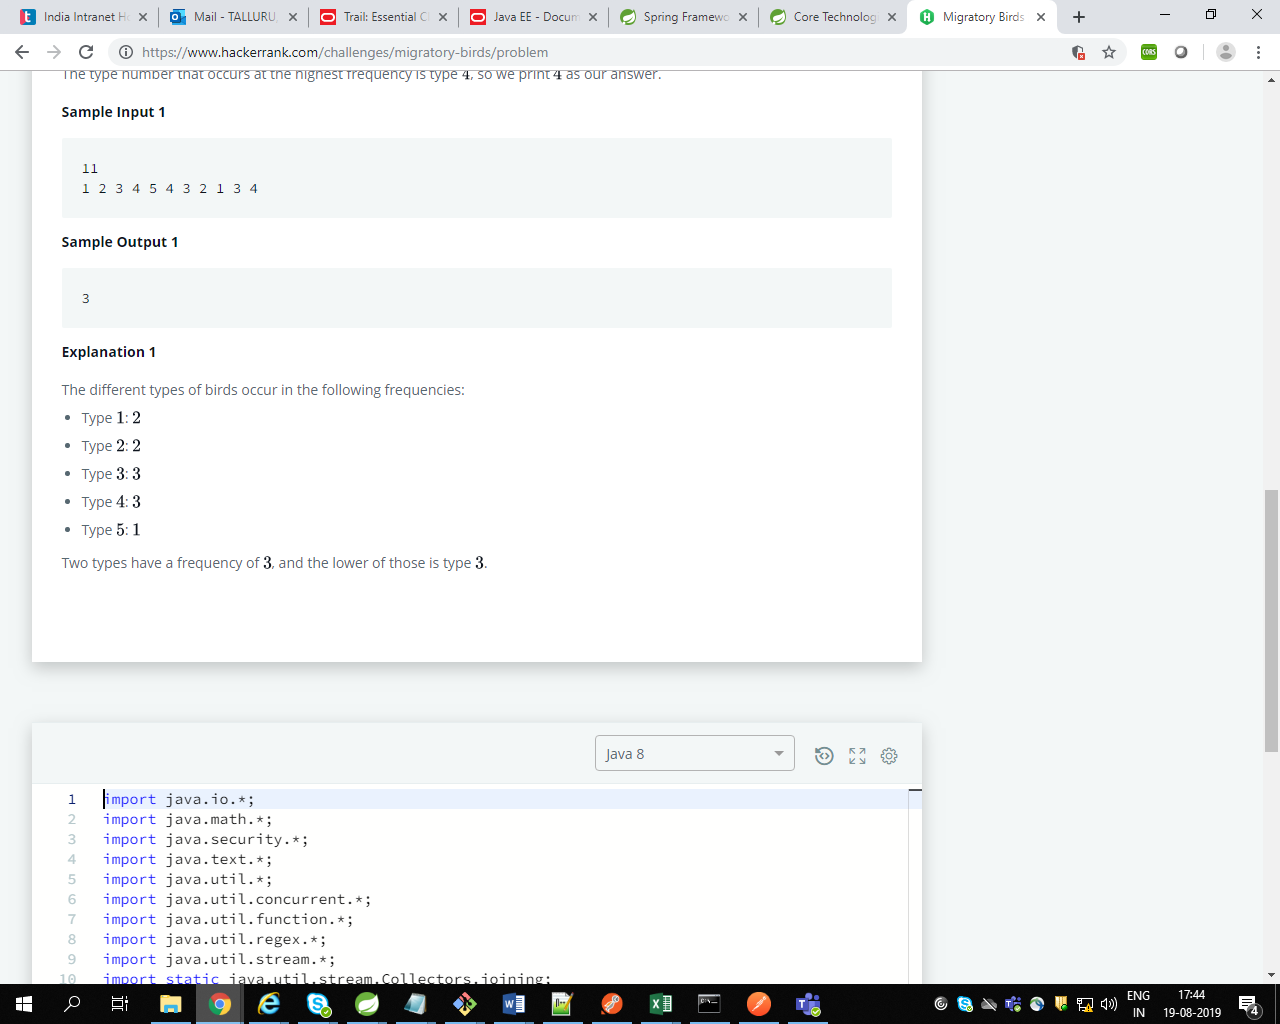 India Intranet Ho
Mail - TALLURU,
Trail: Essential Cl
Java EE - Docum
Spring Framewo
Core Technolog
Migratory Birds
https://www.hackerrank.com/challenges/migratory-birds/problem
The type number that occurs at the highest frequency is type 4, so we print 4 as our answer.
Sample Input 1
11
1 2 3 4 5 4 3 2 1 3 4
Sample Output 1
3
Explanation 1
The different types of birds occur in the following frequencies:
• Type 1: 2
• Type 2: 2
• Type 3: 3
• Type 4: 3
• Type 5: 1
Two types have a frequency of 3, and the lower of those is type 3.
Java 8
1 import java.io.*;
2 import java.math.*;
3 import java.security.*;
4 import java.text.*;
5 import java.util.*;
6 import java.util.concurrent.*;
7 import java.util.function.*;
8 import java.util.regex.*;
9 import java.util.stream.*;
10 import static java.util.stream.Collectors.joining;
ENG
IN
17:44
19-08-2019
4